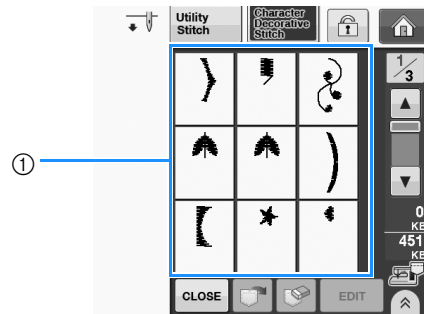 Utility
Stitch
Character
Decorative
Stitch
1/3
①
0
KB
451
KB
CLOSE
EDIT